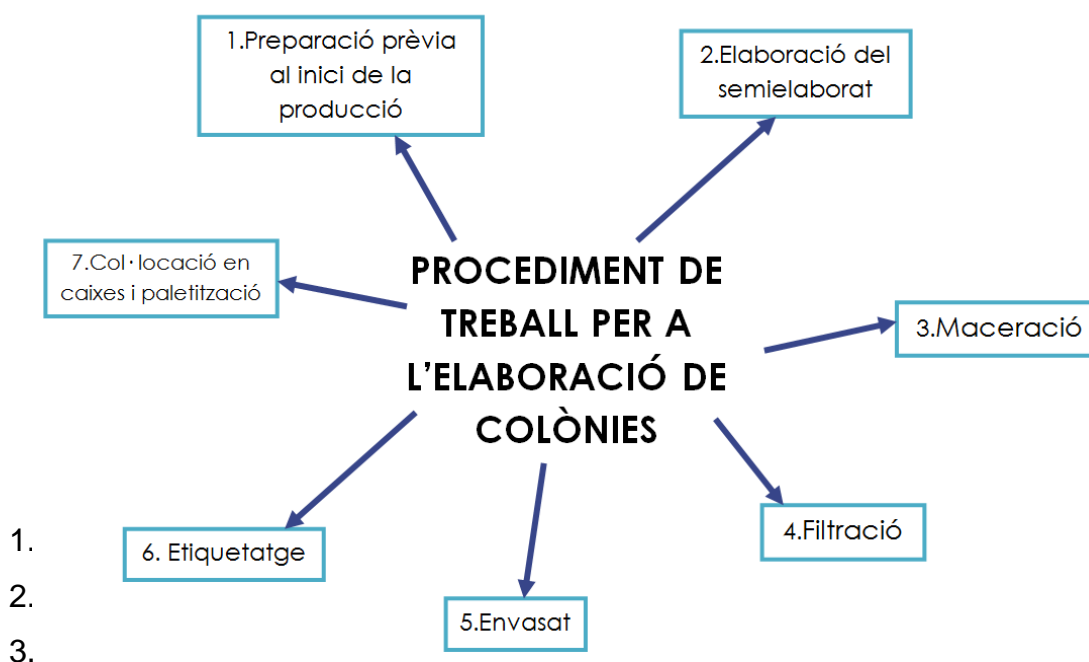 1.Preparació prèvia
al inici de la
producció
2.Elaboració del
semielaborat
7.Col·locació en
caixes i paletització
PROCEDIMENT DE
TREBALL PER A
L'ELABORACIÓ DE
COLÒNIES
3.Maceració
4.Filtració
6. Etiquetatge
5.Envasat
1.
2.
3.